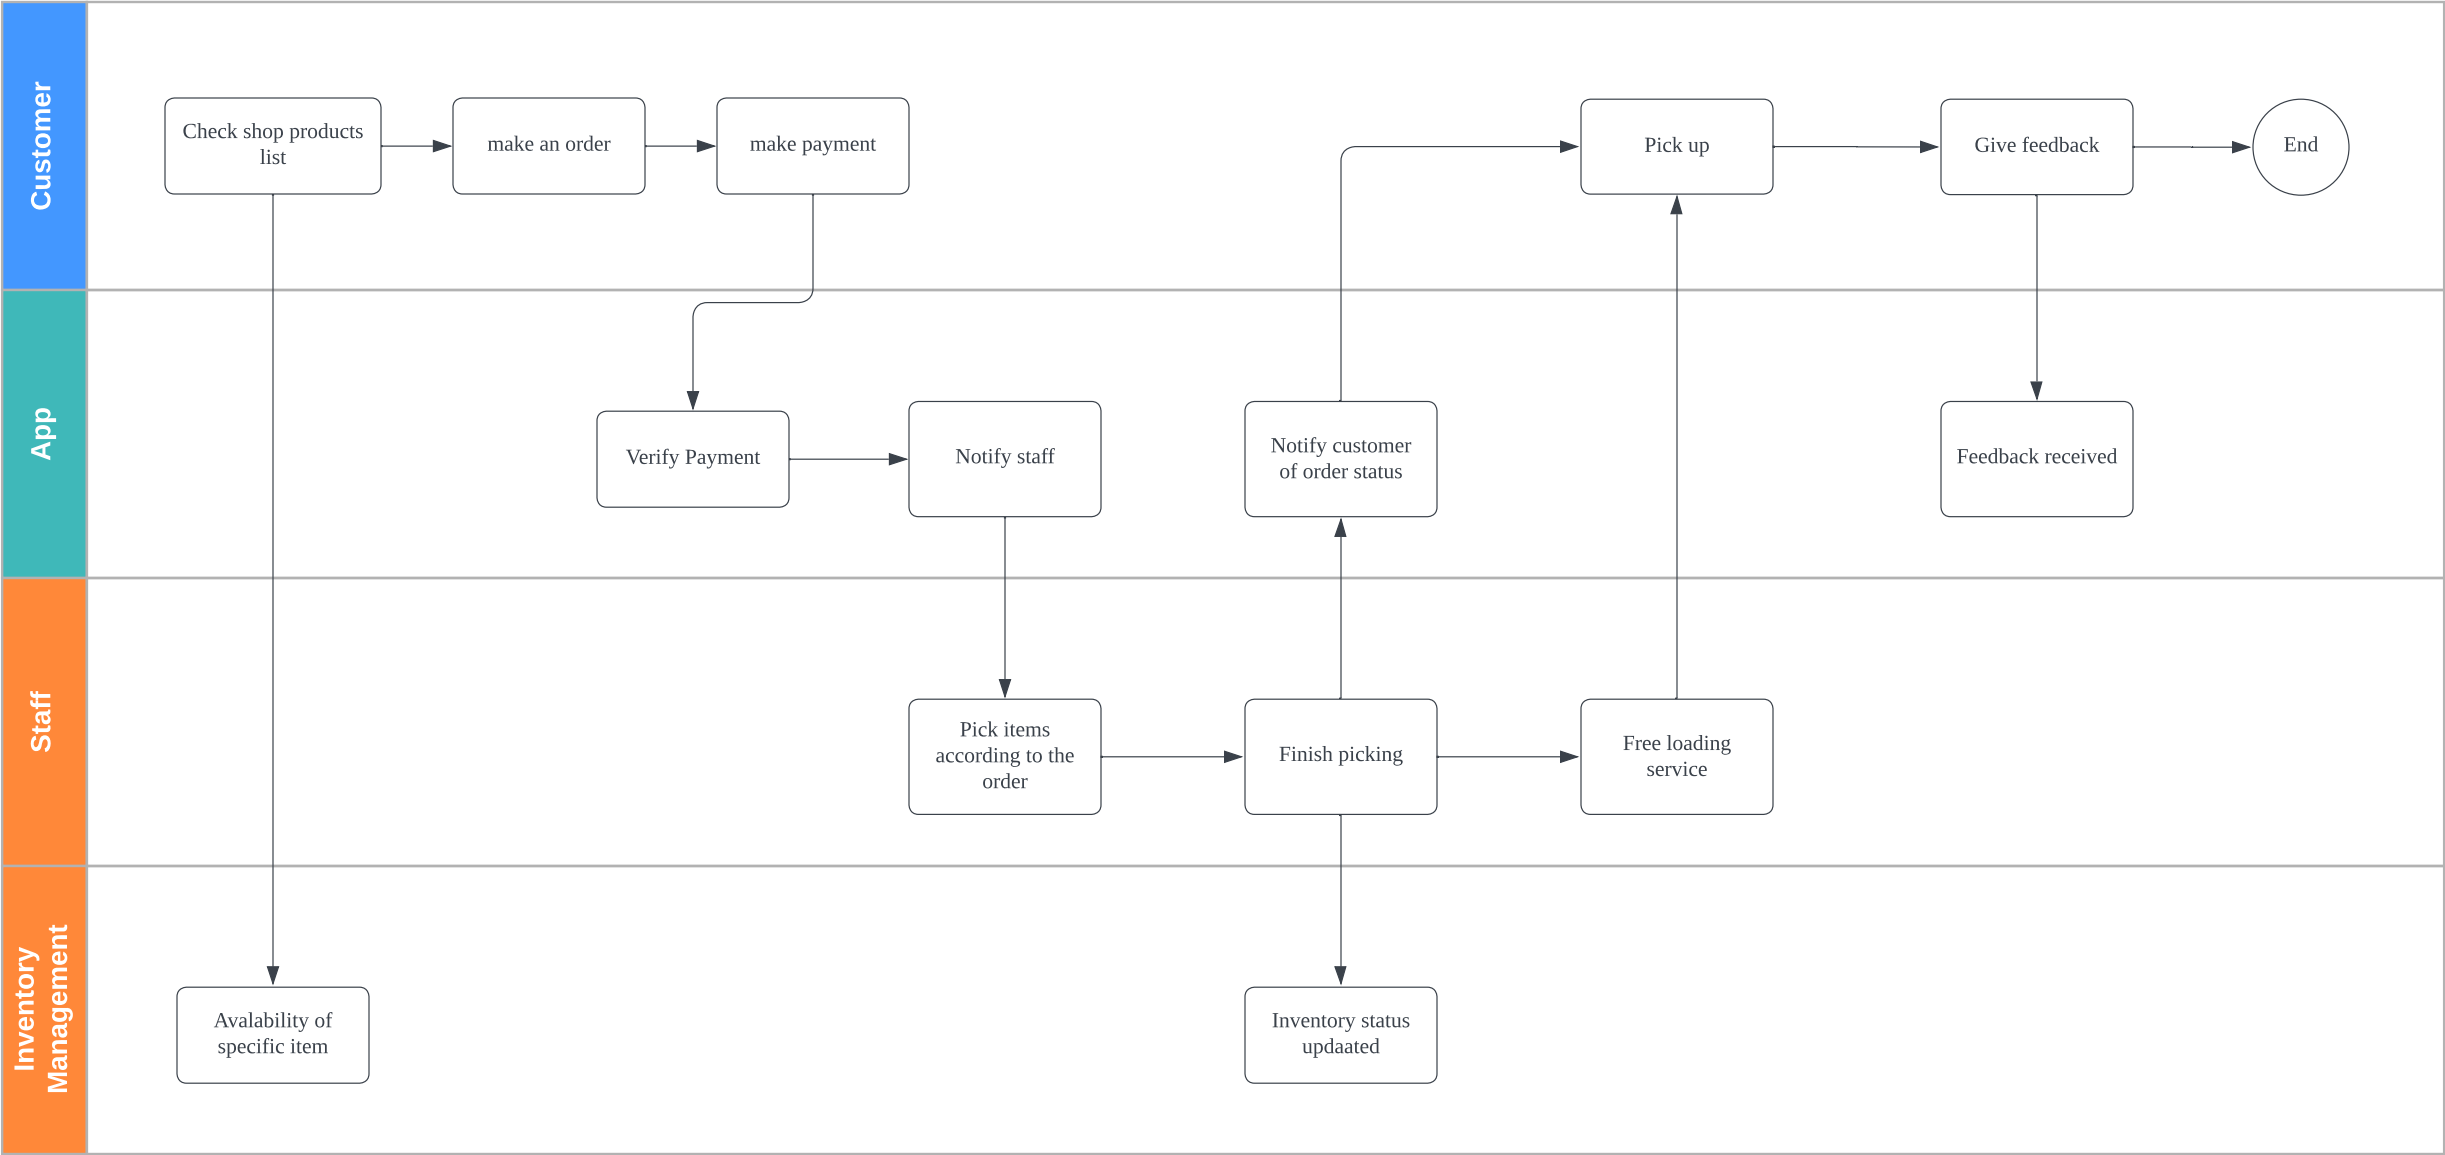 Customer
Check shop products
list
make an order
make payment
Pick up
Give feedback
End
App
Verify Payment
Notify staff
Notify customer
of order status
Feedback received
Staff
Pick items
according to the
order
Finish picking
Free loading
service
Inventory
Management
Avalability of
specific item
Inventory status
updaated